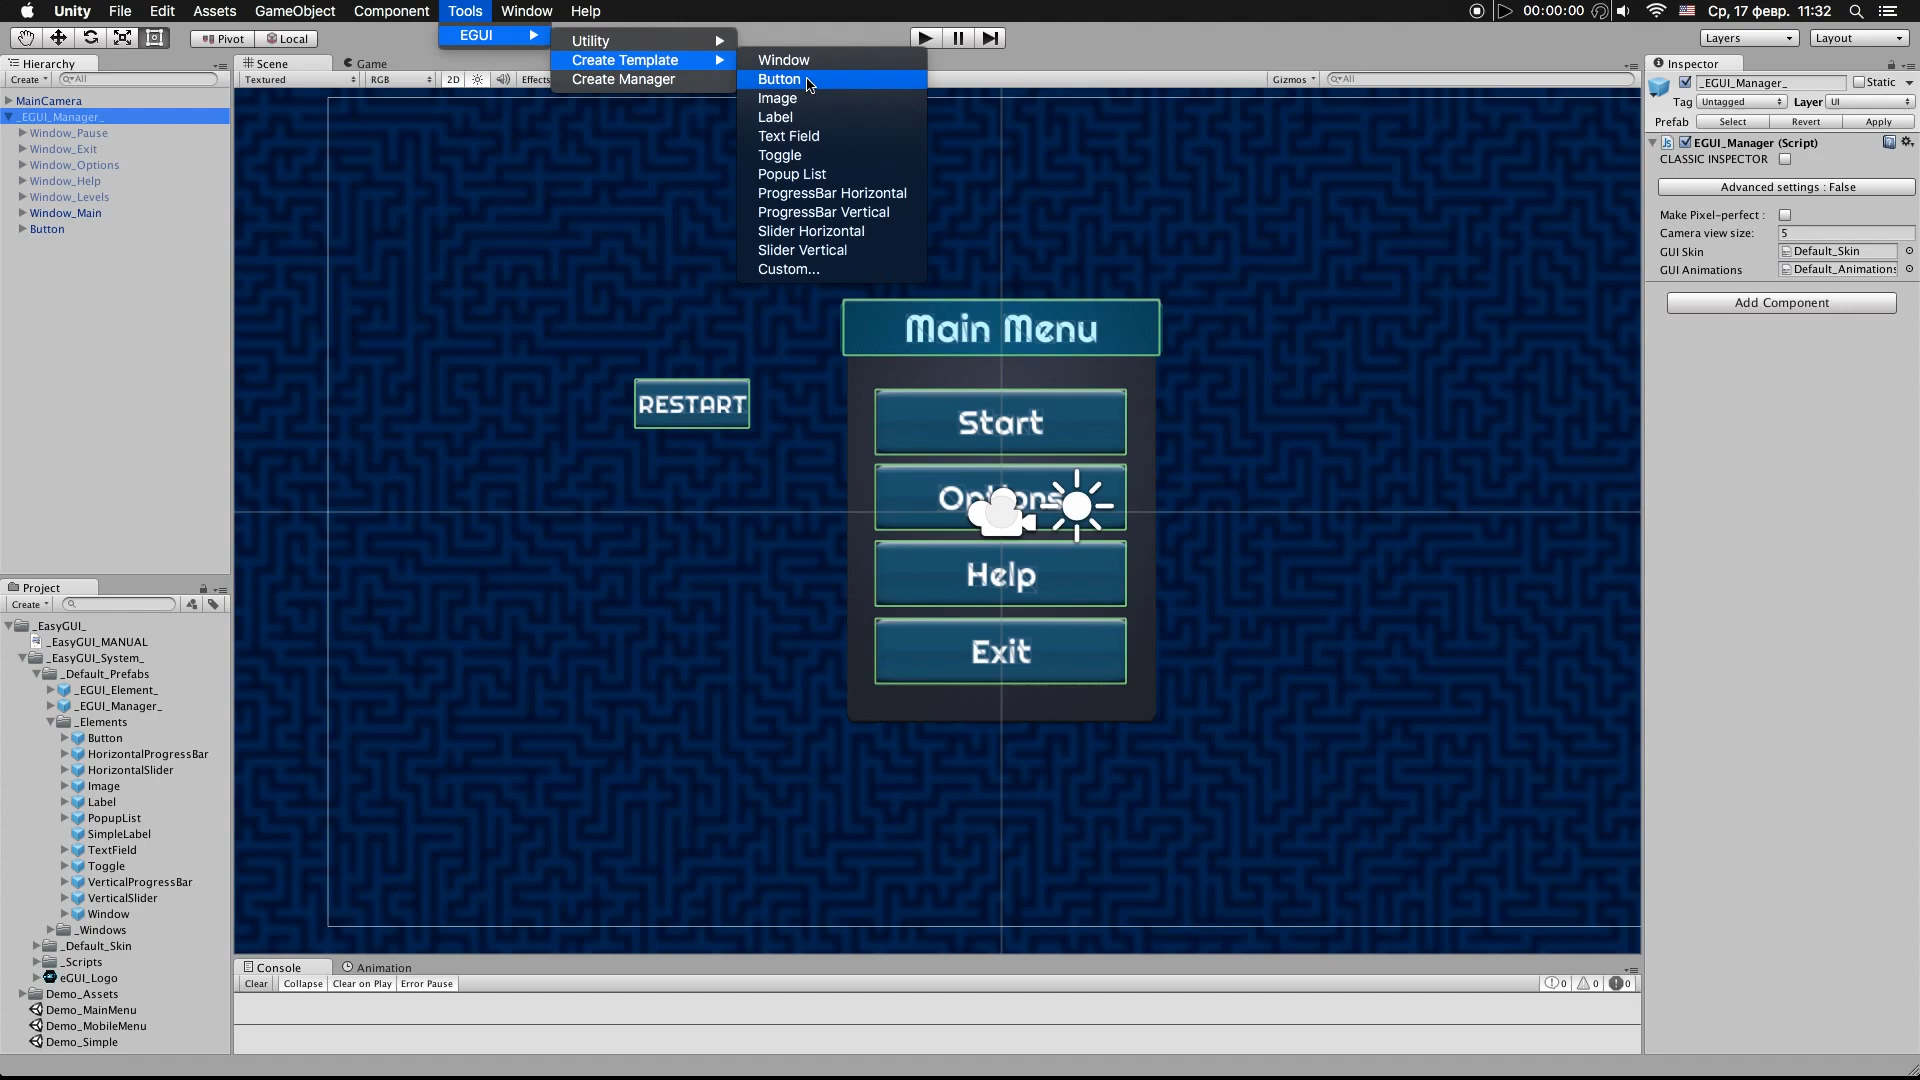 Unity File Edit Assets GameObject Component Tools Window Help
00:00:00 Ср, 17 февр. 11:32
Pivot Local
Layers Layout
EGUI
Utility
Create Template
Create Manager
Window
Button
Image
Label
Text Field
Toggle
Popup List
ProgressBar Horizontal
ProgressBar Vertical
Slider Horizontal
Slider Vertical
Custom...
Hierarchy
Create All
MainCamera
_EGUI_Manager_
Window_Pause
Window_Exit
Window_Options
Window_Help
Window_Levels
Window_Main
Button
Scene Game
Textured RGB 2D Effects Gizmos All
Main Menu
RESTART
Start
Options
Help
Exit
Inspector
_EGUI_Manager_ Static
Tag Untagged Layer UI
Prefab Select Revert Apply
EGUI_Manager (Script)
CLASSIC INSPECTOR
Advanced settings : False
Make Pixel-perfect :
Camera view size: 5
GUI Skin Default_Skin
GUI Animations Default_Animations
Add Component
Project
Create
_EasyGUI_
_EasyGUI_MANUAL
_EasyGUI_System_
_Default_Prefabs
_EGUI_Element_
_EGUI_Manager_
_Elements
Button
HorizontalProgressBar
HorizontalSlider
Image
Label
PopupList
SimpleLabel
TextField
Toggle
VerticalProgressBar
VerticalSlider
Window
_Windows
_Default_Skin
_Scripts
eGUI_Logo
Demo_Assets
Demo_MainMenu
Demo_MobileMenu
Demo_Simple
Console Animation
Clear Collapse Clear on Play Error Pause 0 0 0